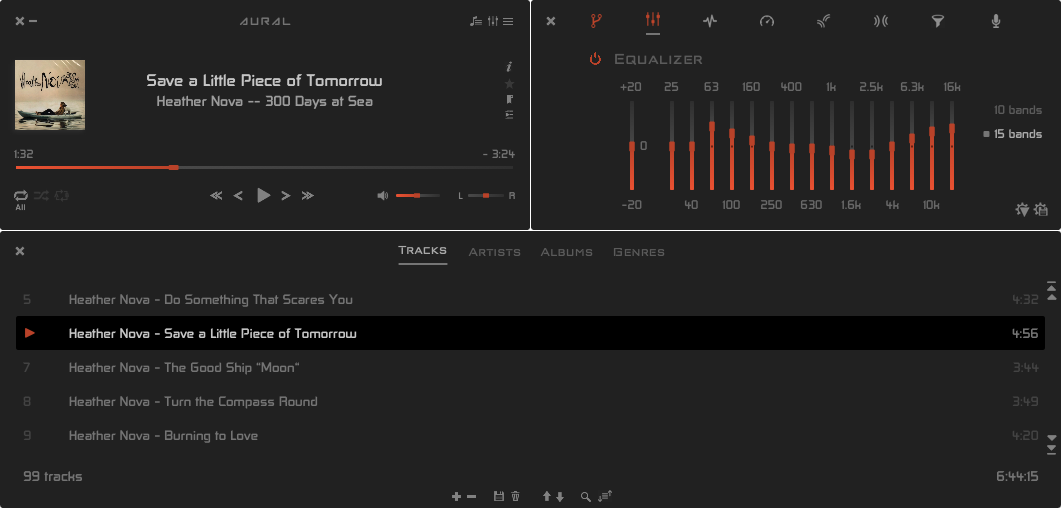 AURAL
Heather Nova
Save a Little Piece of Tomorrow
Heather Nova -- 300 Days at Sea
i
1:32
- 3:24
All
L R
Equalizer
+20 25 63 160 400 1k 2.5k 6.3k 16k
0
-20 40 100 250 630 1.6k 4k 10k
10 bands
15 bands
Tracks Artists Albums Genres
5 Heather Nova - Do Something That Scares You 4:32
Heather Nova - Save a Little Piece of Tomorrow 4:56
7 Heather Nova - The Good Ship "Moon" 3:44
8 Heather Nova - Turn the Compass Round 3:49
9 Heather Nova - Burning to Love 4:20
99 tracks 6:44:15